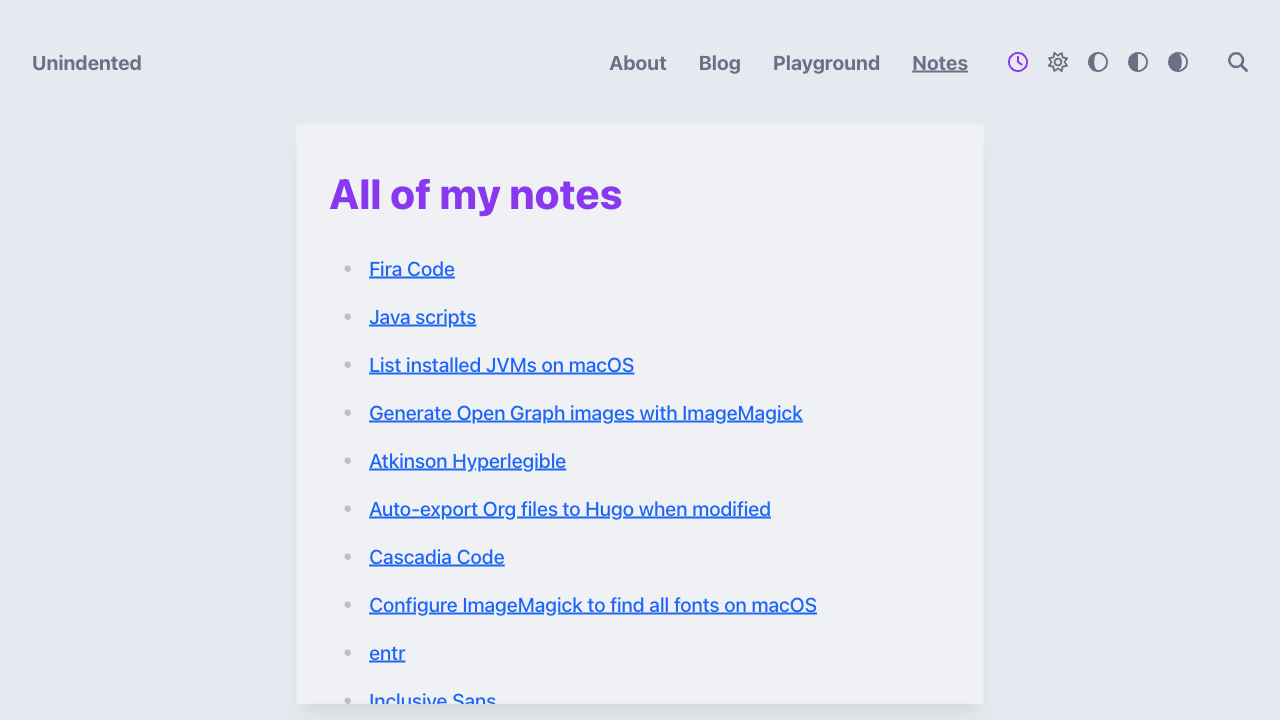 Unindented
About Blog Playground Notes
All of my notes
Fira Code
Java scripts
List installed JVMs on macOS
Generate Open Graph images with ImageMagick
Atkinson Hyperlegible
Auto-export Org files to Hugo when modified
Cascadia Code
Configure ImageMagick to find all fonts on macOS
entr
Inclusive Sans